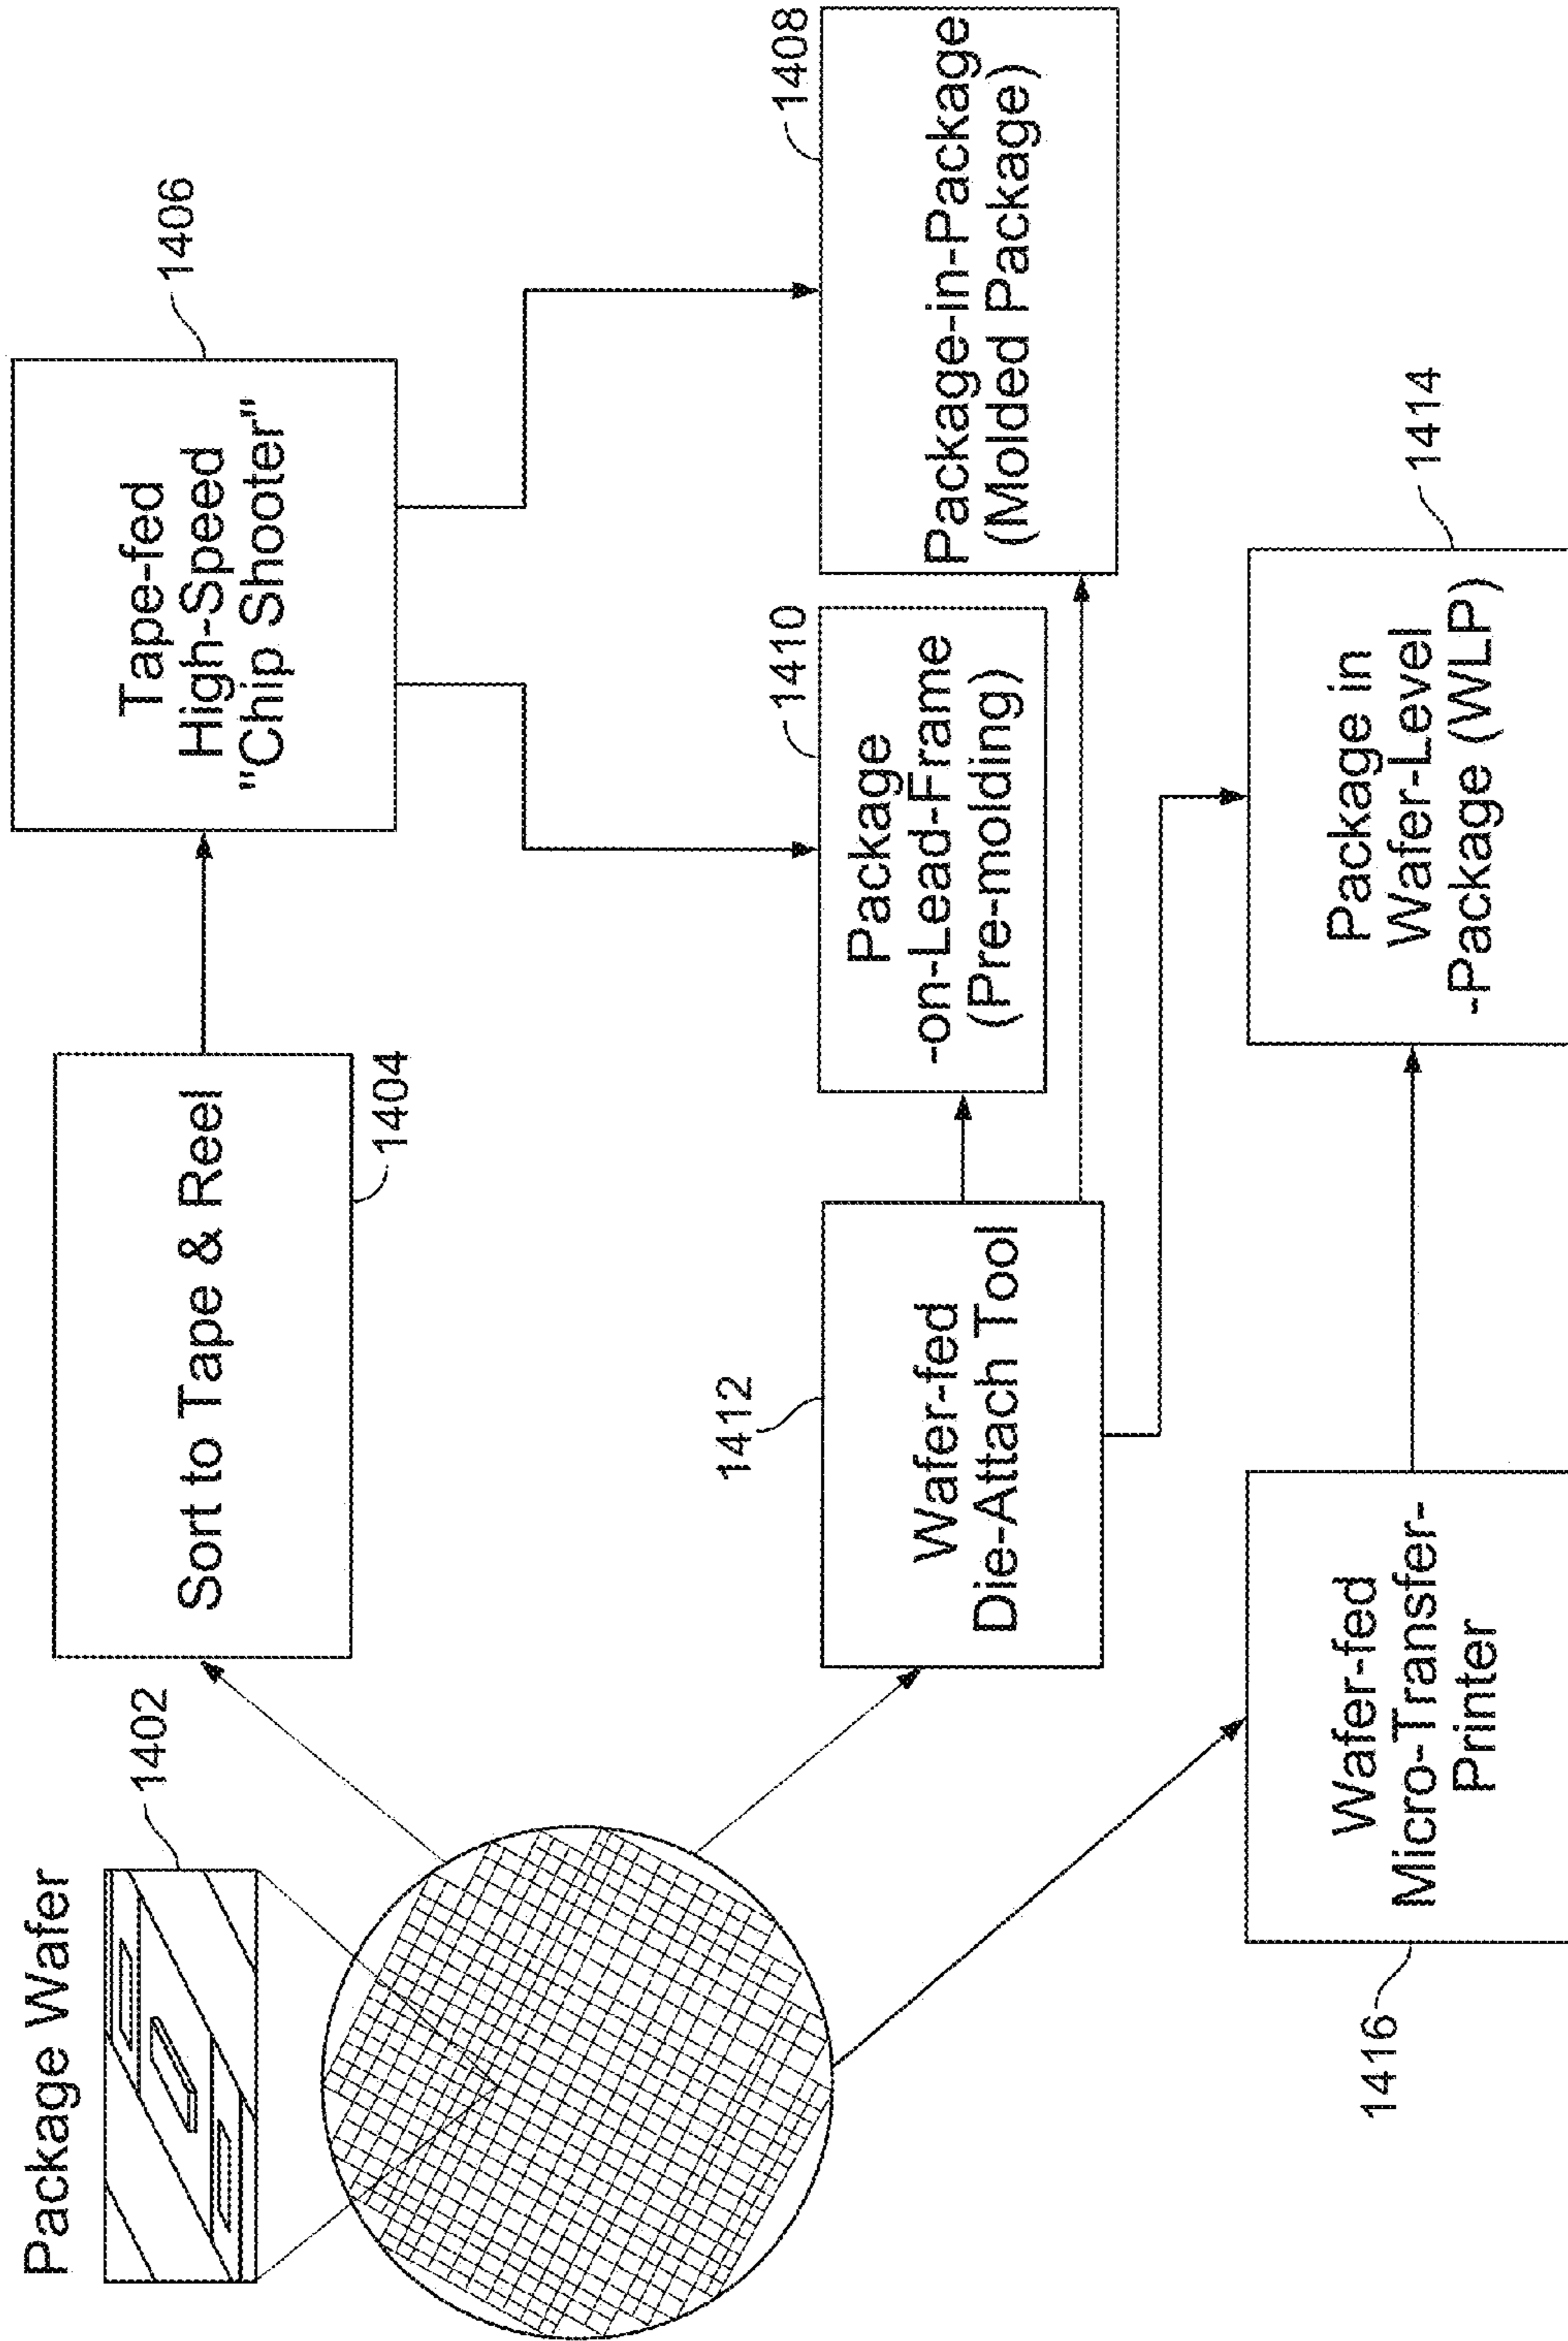 Package Wafer
1402
Sort to Tape & Reel
1404
Tape-fed
High-Speed
"Chip Shooter"
1406
1412
Wafer-fed
Die-Attach Tool
Package
-on-Lead-Frame
(Pre-molding)
1410
Package-in-Package
(Molded Package)
1408
1416
Wafer-fed
Micro-Transfer-
Printer
Package in
Wafer-Level
-Package (WLP)
1414